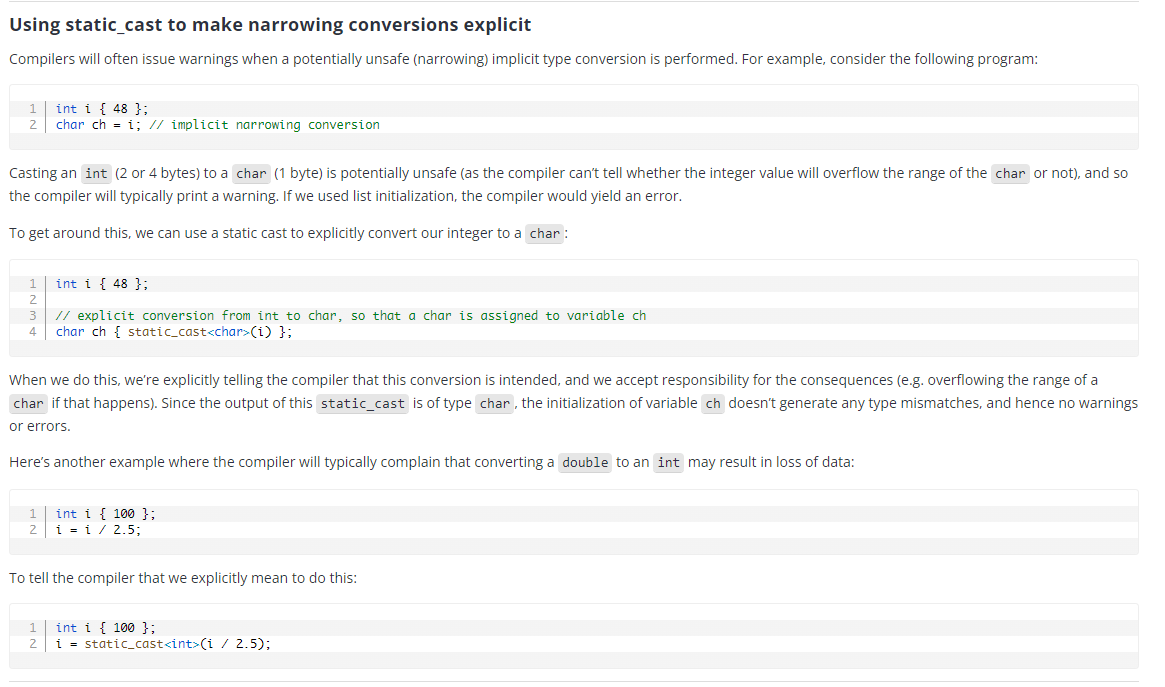 Using static_cast to make narrowing conversions explicit
Compilers will often issue warnings when a potentially unsafe (narrowing) implicit type conversion is performed. For example, consider the following program:
1 int i { 48 };
2 char ch = i; // implicit narrowing conversion
Casting an int (2 or 4 bytes) to a char (1 byte) is potentially unsafe (as the compiler can’t tell whether the integer value will overflow the range of the char or not), and so
the compiler will typically print a warning. If we used list initialization, the compiler would yield an error.
To get around this, we can use a static cast to explicitly convert our integer to a char:
1 int i { 48 };
2
3 // explicit conversion from int to char, so that a char is assigned to variable ch
4 char ch { static_cast<char>(i) };
When we do this, we’re explicitly telling the compiler that this conversion is intended, and we accept responsibility for the consequences (e.g. overflowing the range of a
char if that happens). Since the output of this static_cast is of type char, the initialization of variable ch doesn’t generate any type mismatches, and hence no warnings
or errors.
Here’s another example where the compiler will typically complain that converting a double to an int may result in loss of data:
1 int i { 100 };
2 i = i / 2.5;
To tell the compiler that we explicitly mean to do this:
1 int i { 100 };
2 i = static_cast<int>(i / 2.5);